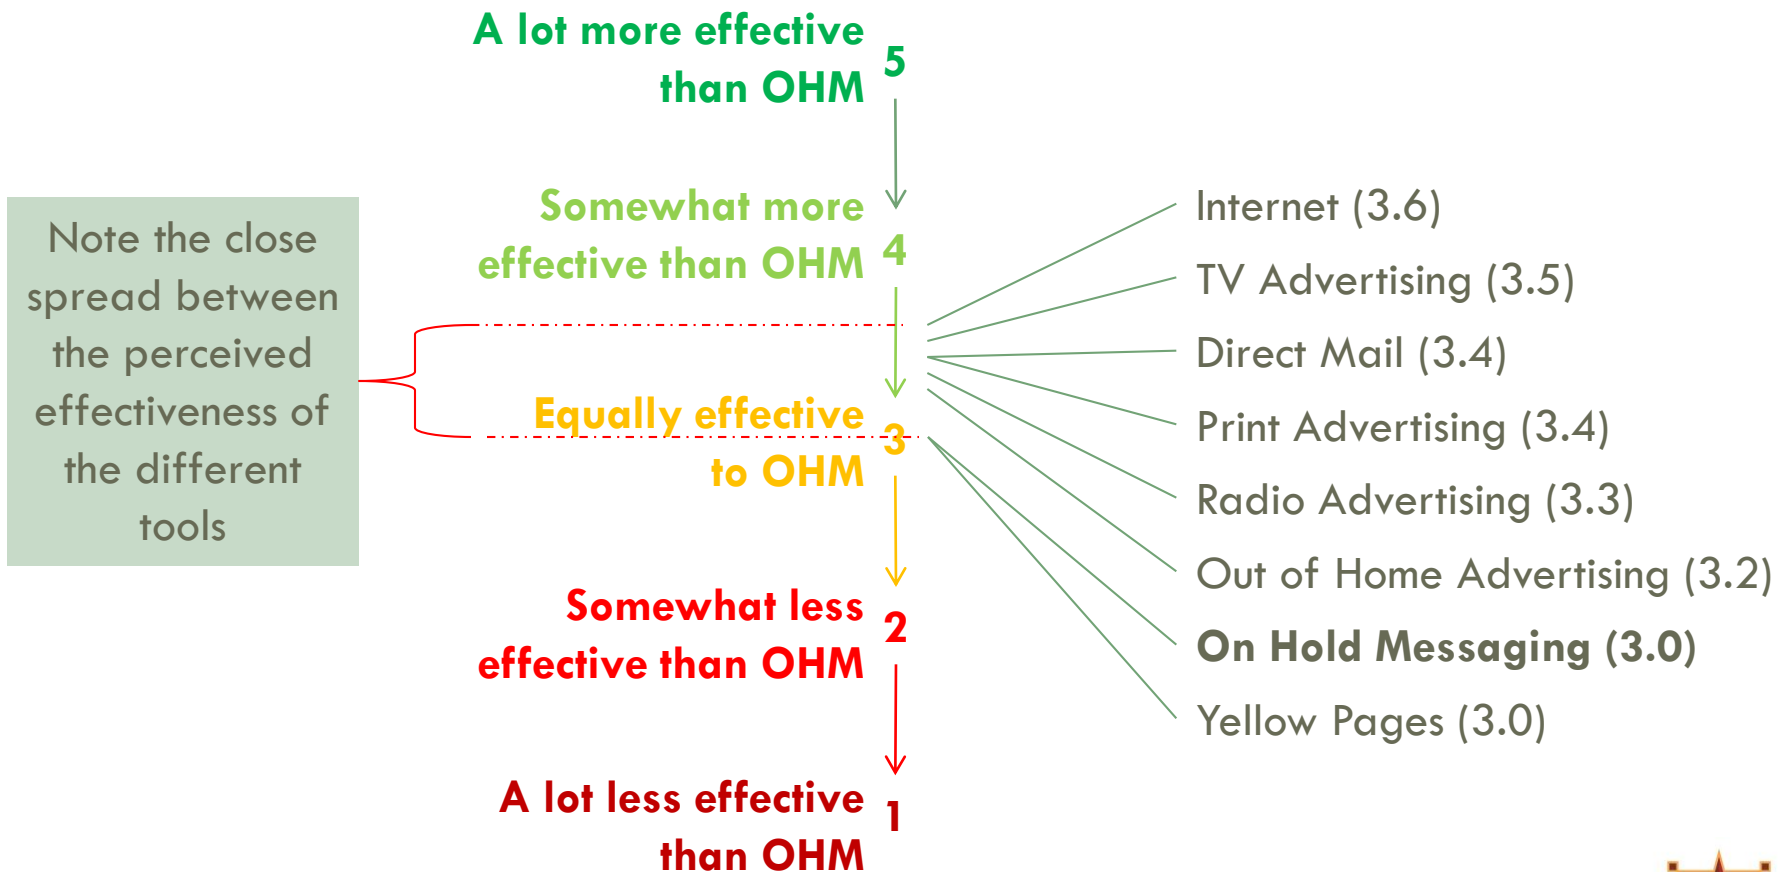 A lot more effective
than OHM
5
Somewhat more
effective than OHM
4
Note the close
spread between
the perceived
effectiveness of
the different
tools
Equally effective
to OHM
3
Somewhat less
effective than OHM
2
A lot less effective
than OHM
1
Internet (3.6)
TV Advertising (3.5)
Direct Mail (3.4)
Print Advertising (3.4)
Radio Advertising (3.3)
Out of Home Advertising (3.2)
On Hold Messaging (3.0)
Yellow Pages (3.0)